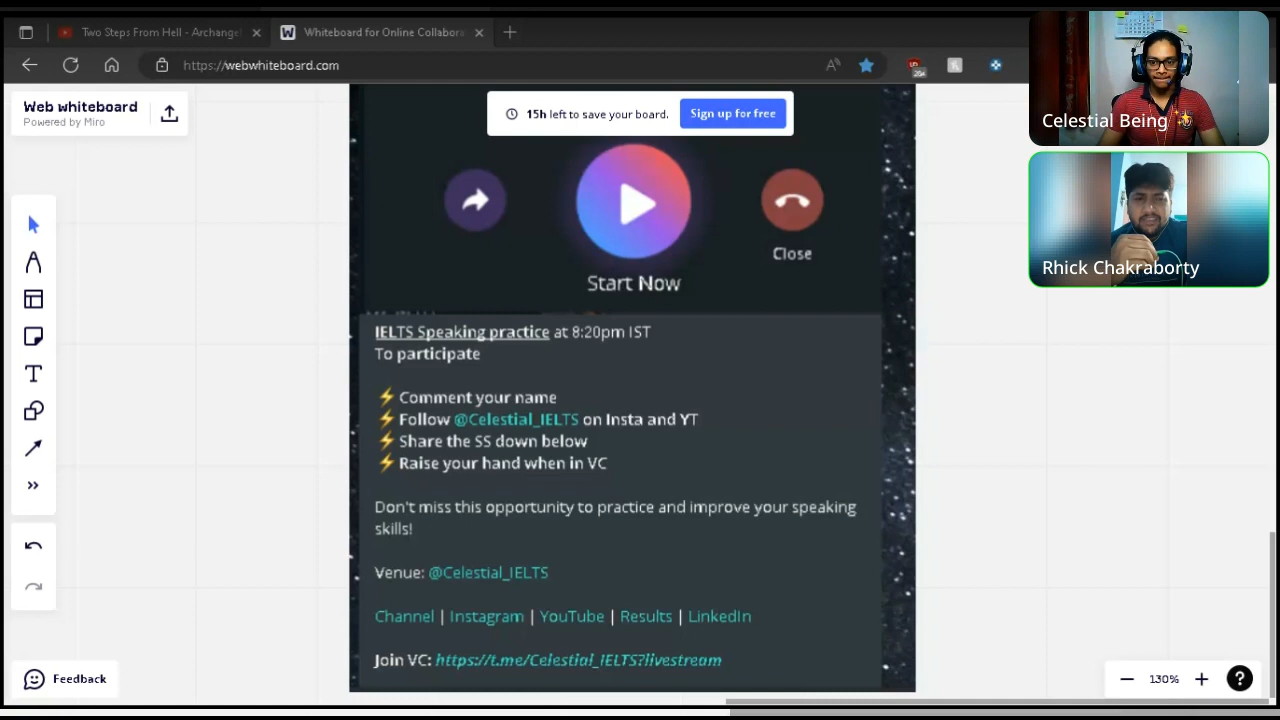 Two Steps From Hell - Archangel
Whiteboard for Online Collabora
https://webwhiteboard.com
Web whiteboard
Powered by Miro
15h left to save your board.
Sign up for free
Celestial Being ✨
Rhick Chakraborty
Close
Start Now
IELTS Speaking practice at 8:20pm IST
To participate
⚡Comment your name
⚡Follow @Celestial_IELTS on Insta and YT
⚡Share the SS down below
⚡Raise your hand when in VC
Don't miss this opportunity to practice and improve your speaking
skills!
Venue: @Celestial_IELTS
Channel | Instagram | YouTube | Results | LinkedIn
Join VC: https://t.me/Celestial_IELTS?livestream
Feedback
130%